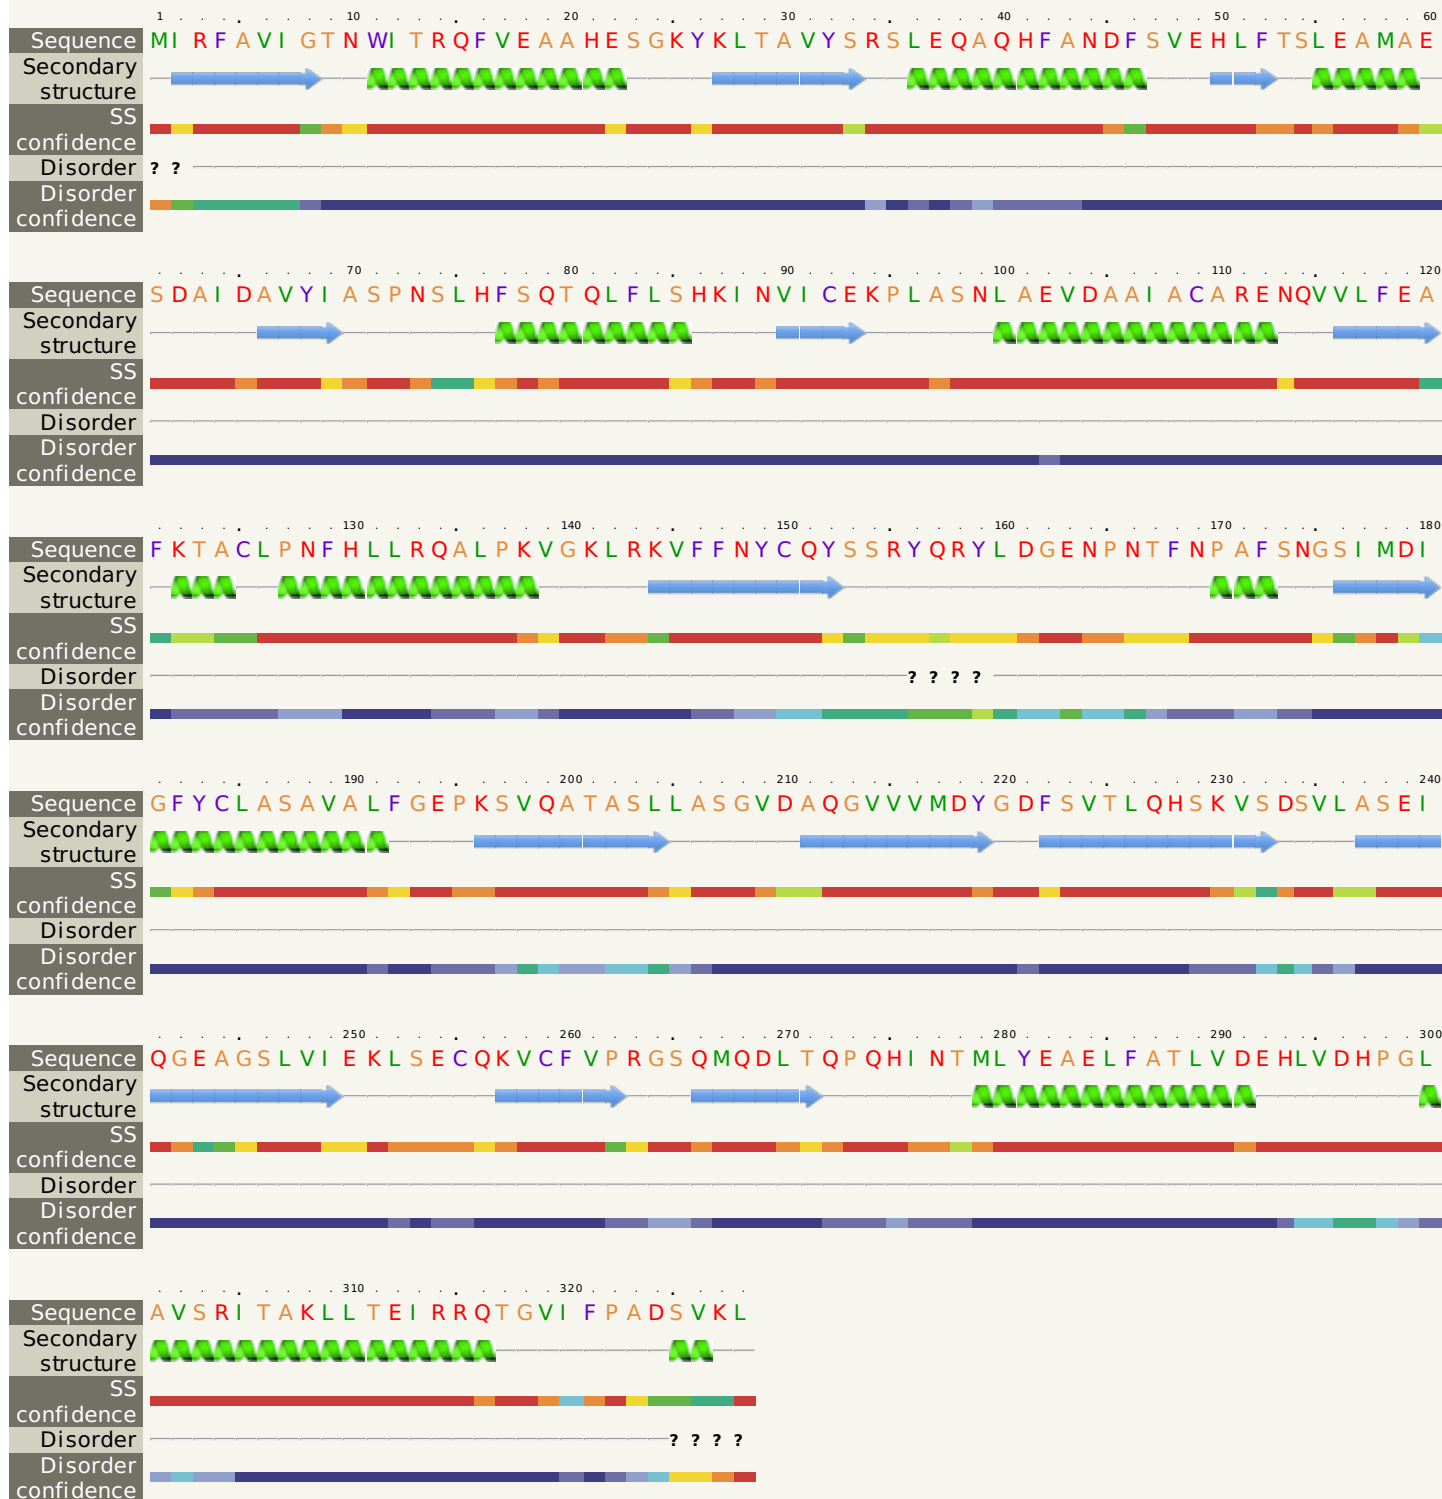 1 . . . . . . . . 10 . . . . . . . . . 20 . . . . . . . . . 30 . . . . . . . . . 40 . . . . . . . . . 50 . . . . . . . . . 60
Sequence MIRFAVIGTNWITRQFVEAAHESGKYKLTAVYSRSLEQAQHFANDFSVEHLFTSLEAMAE
Secondary
structure
SS
confidence
Disorder ? ?
Disorder
confidence
. . . . . . . . . 70 . . . . . . . . . 80 . . . . . . . . . 90 . . . . . . . . . 100 . . . . . . . . . 110 . . . . . . . . . 120
Sequence SDAIDAVYIASPNSLHFSQTQLFLSHKINVICEKPLASNLAEVDAAIACARENQVVLFEA
Secondary
structure
SS
confidence
Disorder
Disorder
confidence
. . . . . . . . . 130 . . . . . . . . . 140 . . . . . . . . . 150 . . . . . . . . . 160 . . . . . . . . . 170 . . . . . . . . . 180
Sequence FKTACLPNFHLLRQALPKVGKLRKVFFNYCQYSSRYQRYLDGENPNTFNPAFSNGSIMDI
Secondary
structure
SS
confidence
Disorder ? ? ? ?
Disorder
confidence
. . . . . . . . . 190 . . . . . . . . . 200 . . . . . . . . . 210 . . . . . . . . . 220 . . . . . . . . . 230 . . . . . . . . . 240
Sequence GFYCLASAVALFGEPKSVQATASLLASGVDAQGVVVMDYGDFSVTLQHSKVSDSVLASEI
Secondary
structure
SS
confidence
Disorder
Disorder
confidence
. . . . . . . . . 250 . . . . . . . . . 260 . . . . . . . . . 270 . . . . . . . . . 280 . . . . . . . . . 290 . . . . . . . . . 300
Sequence QGEAGSLVIEKLSECQKVCFVPRGSQMQDLTQPQHINTMLYEAELFATLVDEHLVDHPGL
Secondary
structure
SS
confidence
Disorder
Disorder
confidence
. . . . . . . . . 310 . . . . . . . . . 320 . . . . . . . .
Sequence AVSRITAKLLTEIRRQTGVIFPADSVKL
Secondary
structure
SS
confidence
Disorder ? ? ? ?
Disorder
confidence